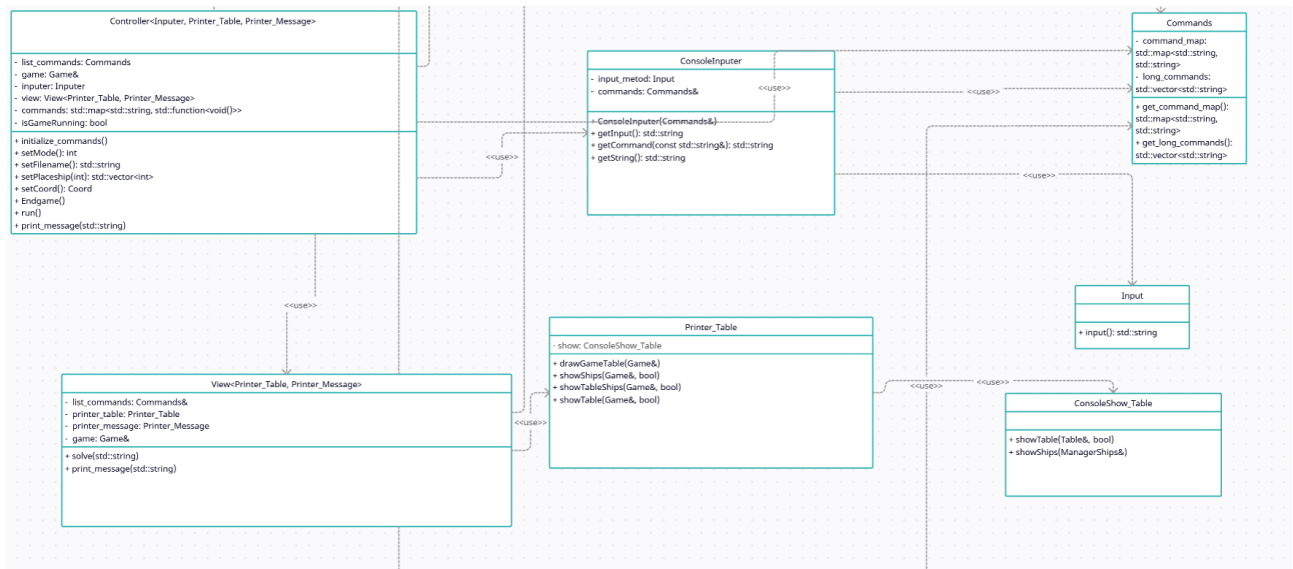 Controller<Inputer, Printer_Table, Printer_Message>
- list_commands: Commands
- game: Game&
- inputer: Inputer
- view: View<Printer_Table, Printer_Message>
- commands: std::map<std::string, std::function<void()>>
- isGameRunning: bool
+ initialize_commands()
+ setMode(): int
+ setFilename(): std::string
+ setPlaceship(int): std::vector<int>
+ setCoord(): Coord
+ Endgame()
+ run()
+ print_message(std::string)
<<use>>
ConsoleInputer
- input_metod: Input
- commands: Commands&
<<use>>
+ ConsoleInputer(Commands&)
+ getInput(): std::string
+ getCommand(const std::string&): std::string
+ getString(): std::string
<<use>>
<<use>>
Commands
- command_map:
std::map<std::string,
std::string>
- long_commands:
std::vector<std::string>
+ get_command_map():
std::map<std::string,
std::string>
+ get_long_commands():
std::vector<std::string>
<<use>>
Input
+ input(): std::string
View<Printer_Table, Printer_Message>
- list_commands: Commands&
- printer_table: Printer_Table
- printer_message: Printer_Message
- game: Game&
+ solve(std::string)
+ print_message(std::string)
<<use>>
Printer_Table
- show: ConsoleShow_Table
+ drawGameTable(Game&)
+ showShips(Game&, bool)
+ showTableShips(Game&, bool)
+ showTable(Game&, bool)
<<use>>
<<use>>
ConsoleShow_Table
+ showTable(Table&, bool)
+ showShips(ManagerShips&)